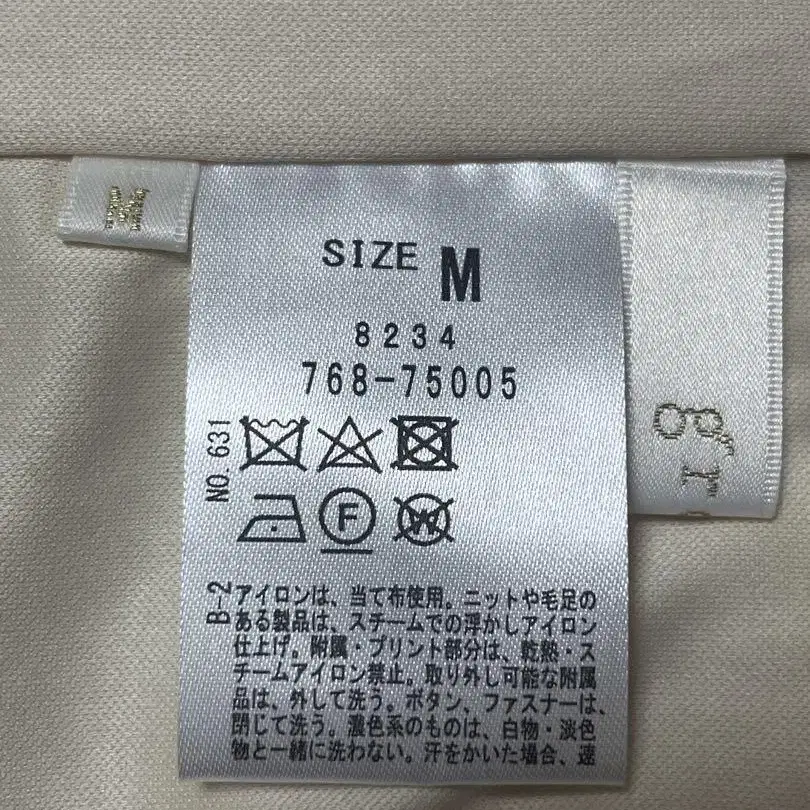 M
SIZE M
8234
768-75005
NO.631
F
W
B-2
アイロンは、当て布使用。ニットや毛足の
ある製品は、スチームでの浮かしアイロン
仕上げ。附属・プリント部分は、乾熱・ス
チームアイロン禁止。取り外し可能な附属
品は、外して洗う。ボタン、ファスナーは、
閉じて洗う。濃色系のものは、白物・淡色
物と一緒に洗わない。汗をかいた場合、速
gr